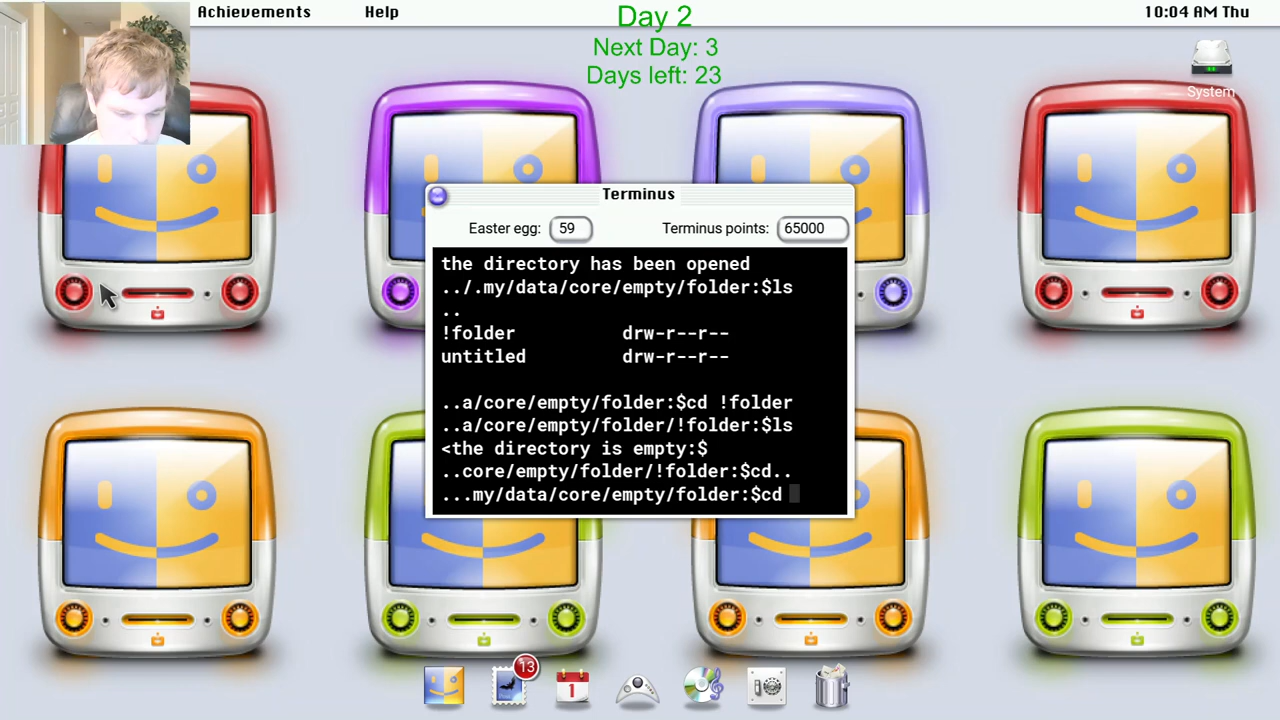 Achievements Help 10:04 AM Thu
Day 2
Next Day: 3
Days left: 23
System
Terminus
Easter egg: 59 Terminus points: 65000
the directory has been opened
../.my/data/core/empty/folder:$ls
..
!folder drw-r--r--
untitled drw-r--r--
..a/core/empty/folder:$cd !folder
..a/core/empty/folder/!folder:$ls
<the directory is empty:$
..core/empty/folder/!folder:$cd..
...my/data/core/empty/folder:$cd
13
1